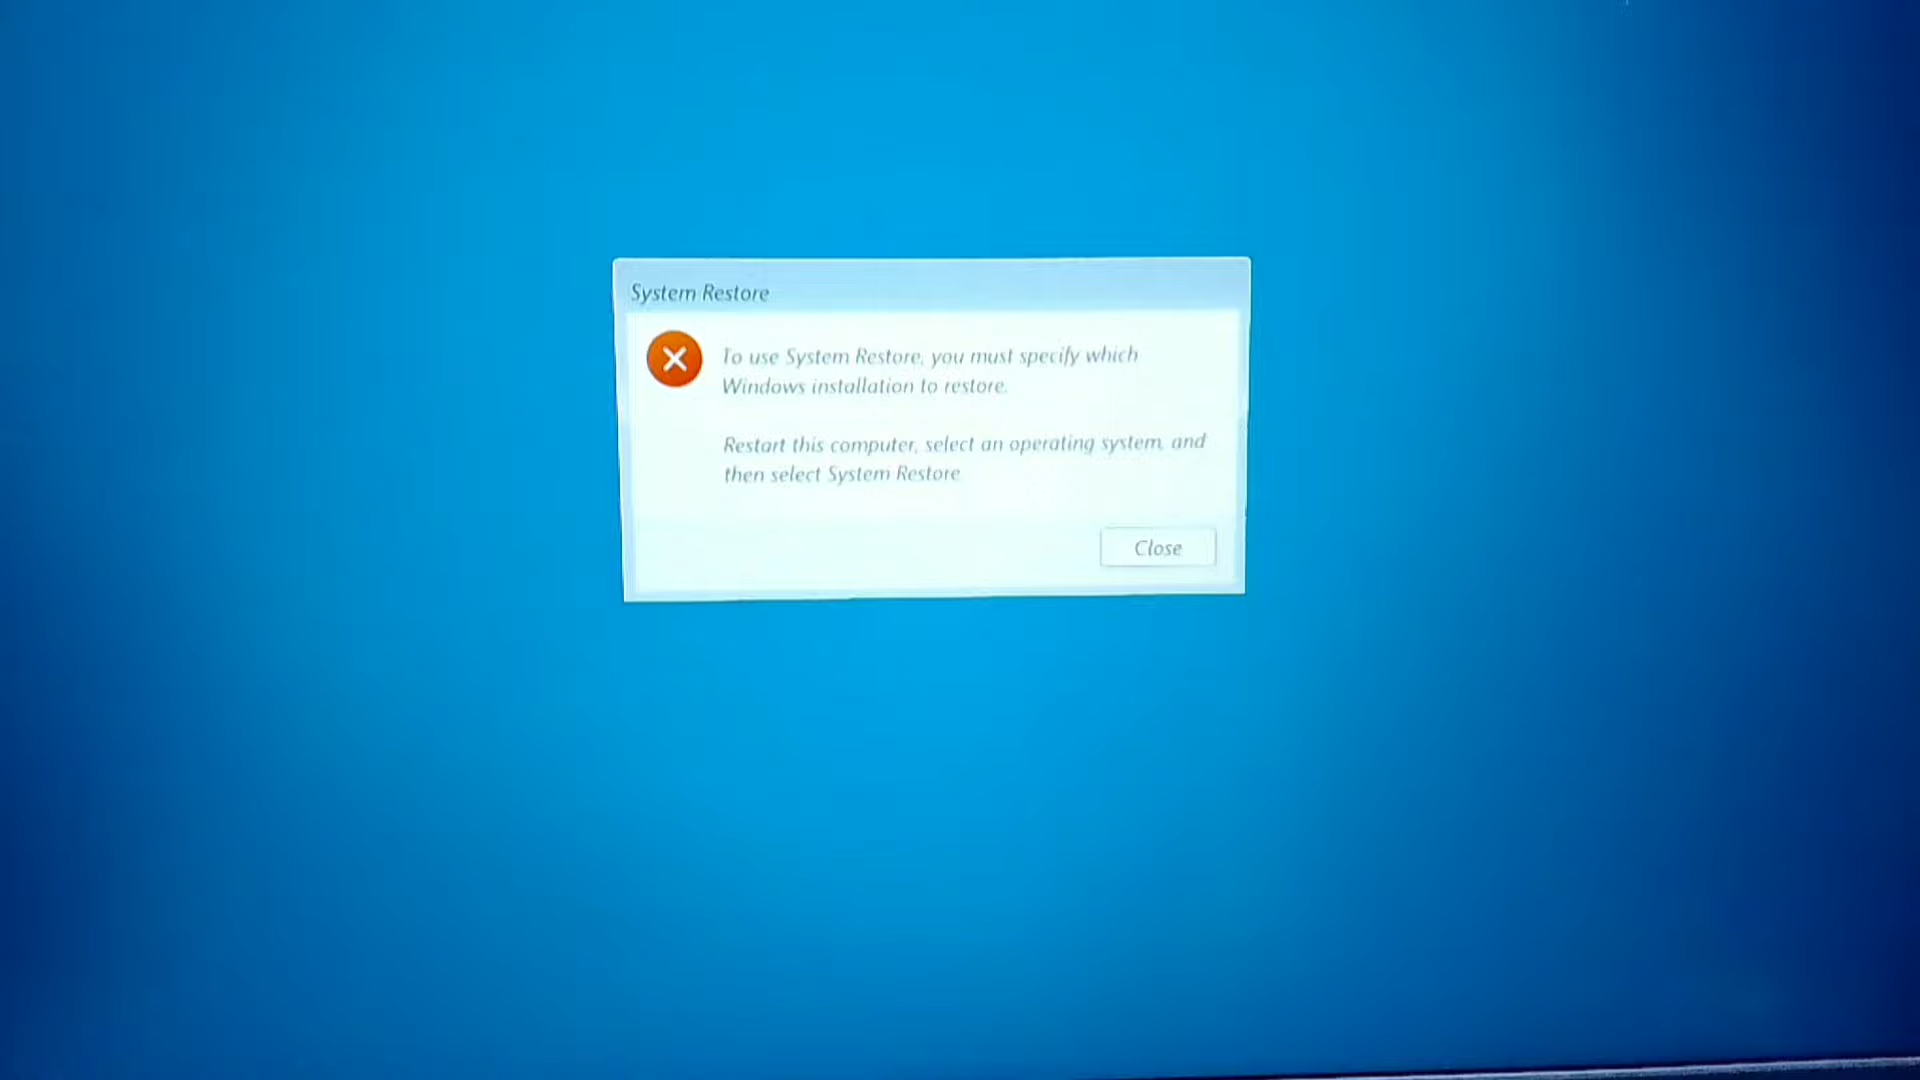 System Restore
To use System Restore, you must specify which
Windows installation to restore.
Restart this computer, select an operating system, and
then select System Restore
Close